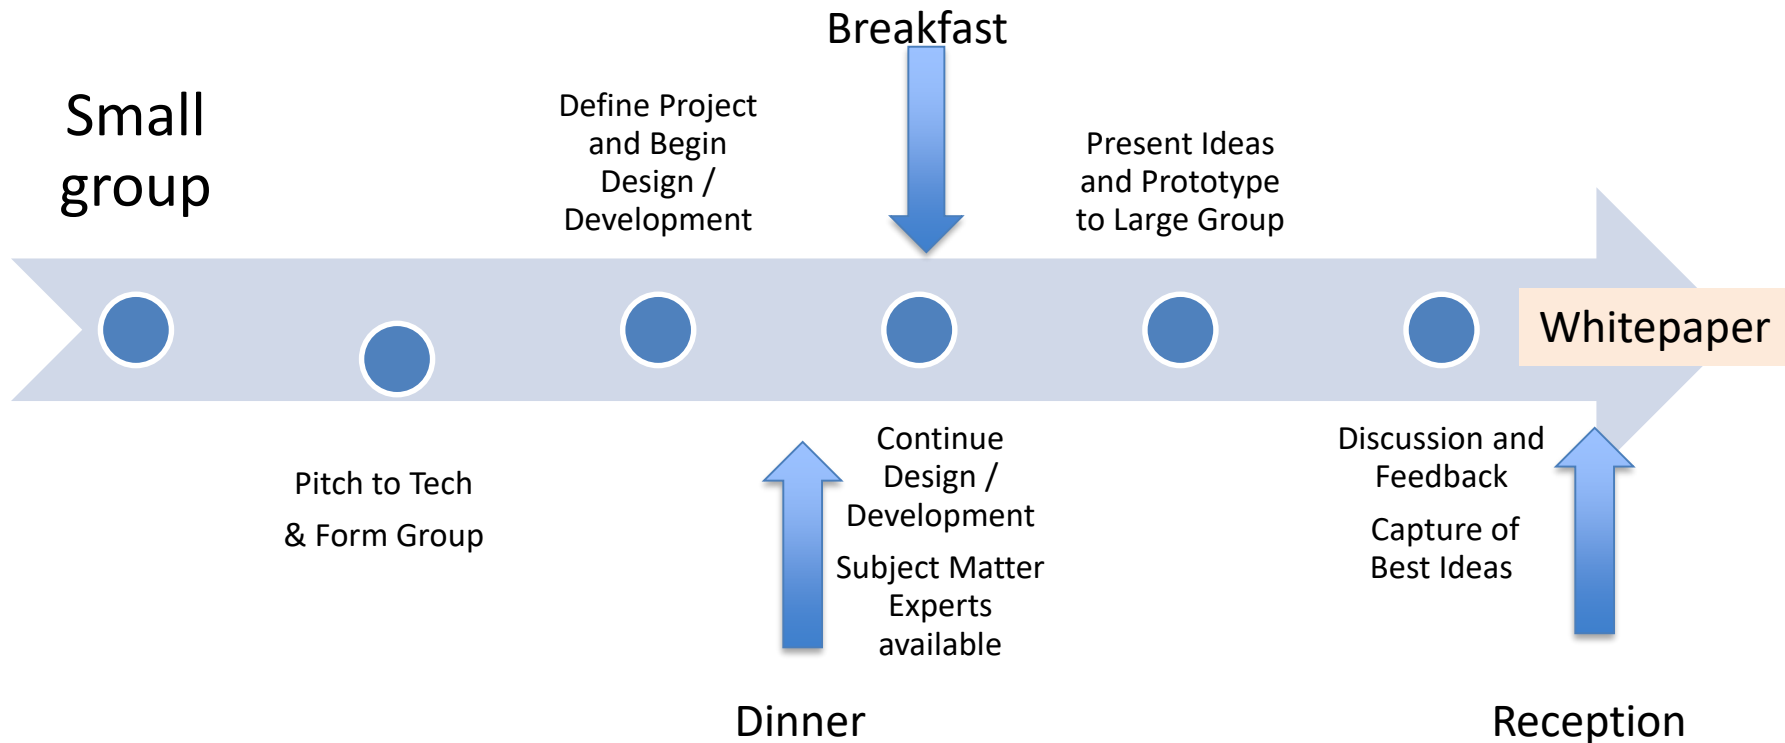 Breakfast
Small
group
Define Project
and Begin
Design /
Development
Present Ideas
and Prototype
to Large Group
Whitepaper
Pitch to Tech
& Form Group
Continue
Design /
Development
Subject Matter
Experts
available
Discussion and
Feedback
Capture of
Best Ideas
Dinner
Reception